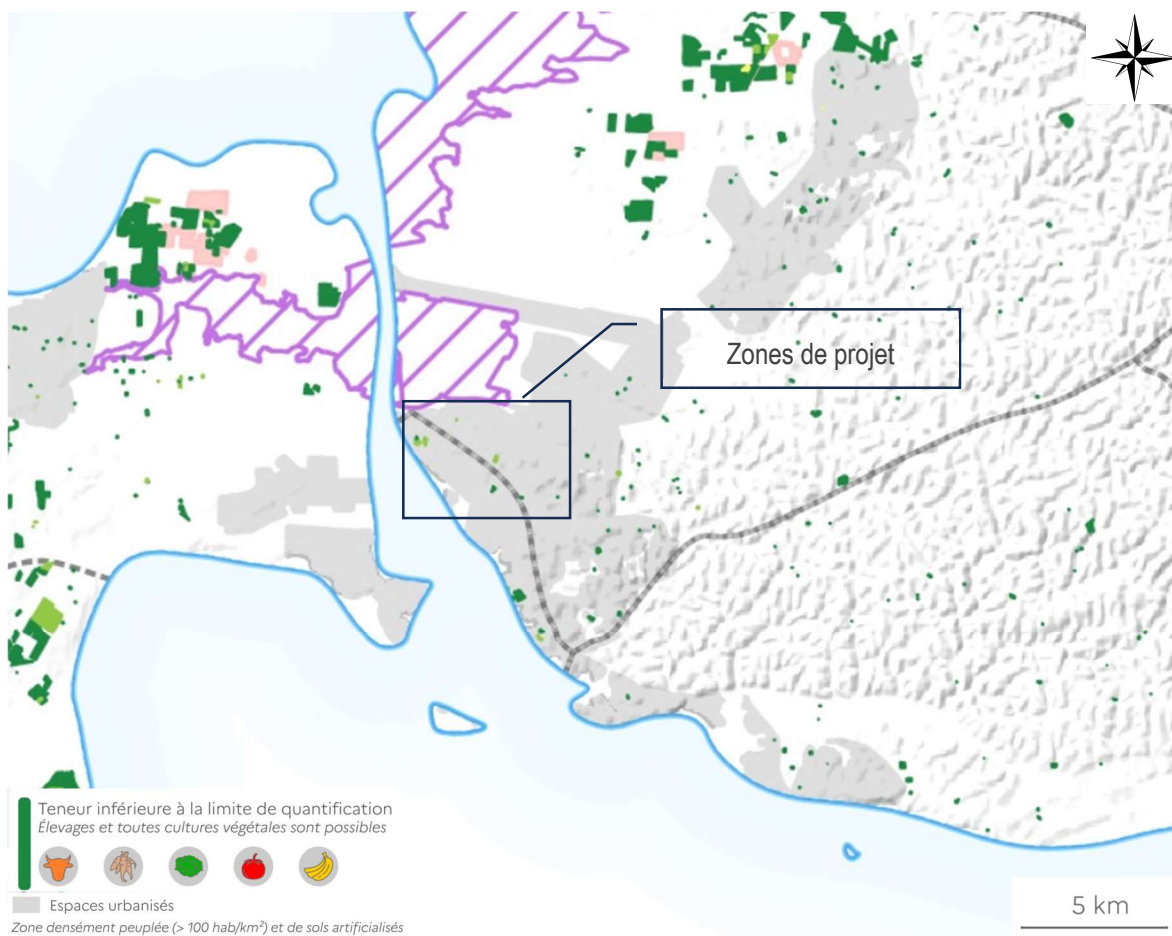 Zones de projet
Teneur inférieure à la limite de quantification
Élevages et toutes cultures végétales sont possibles
Espaces urbanisés
Zone densément peuplée (> 100 hab/km²) et de sols artificialisés
5 km